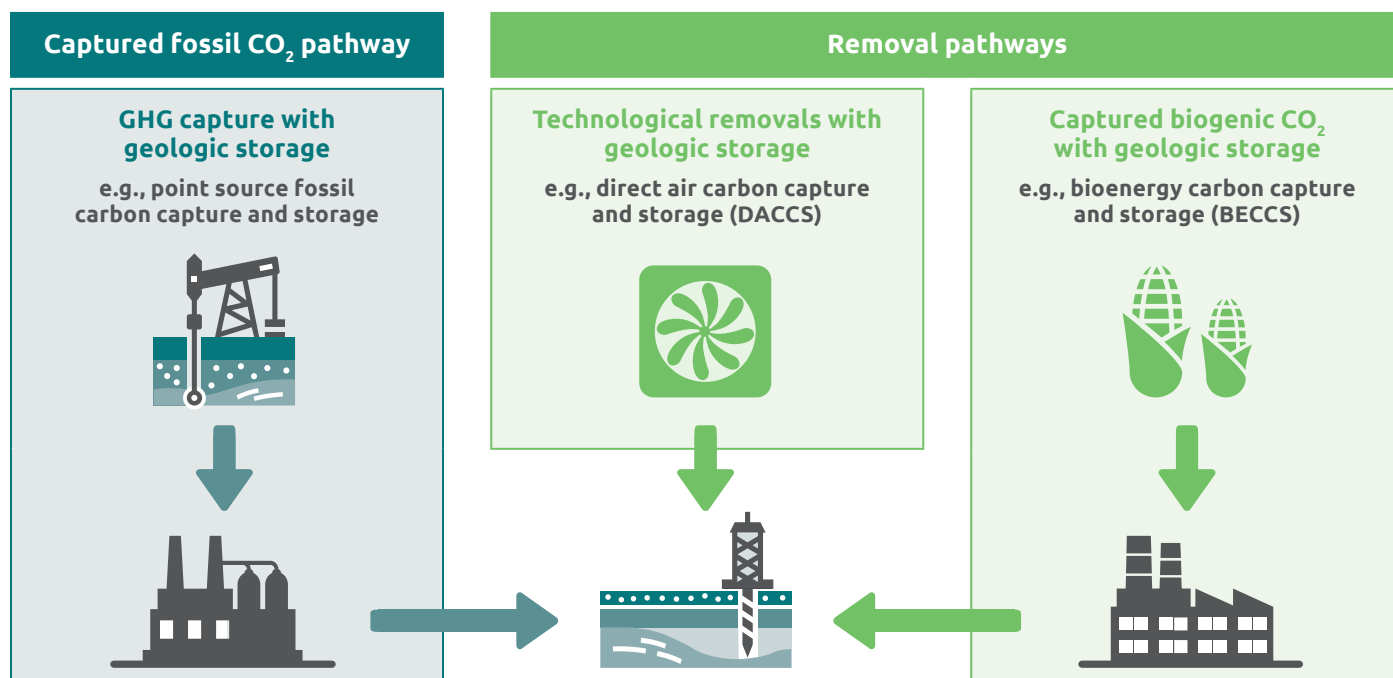 Captured fossil CO₂ pathway
Removal pathways
GHG capture with
geologic storage
e.g., point source fossil
carbon capture and storage
Technological removals with
geologic storage
e.g., direct air carbon capture
and storage (DACCS)
Captured biogenic CO₂
with geologic storage
e.g., bioenergy carbon capture
and storage (BECCS)